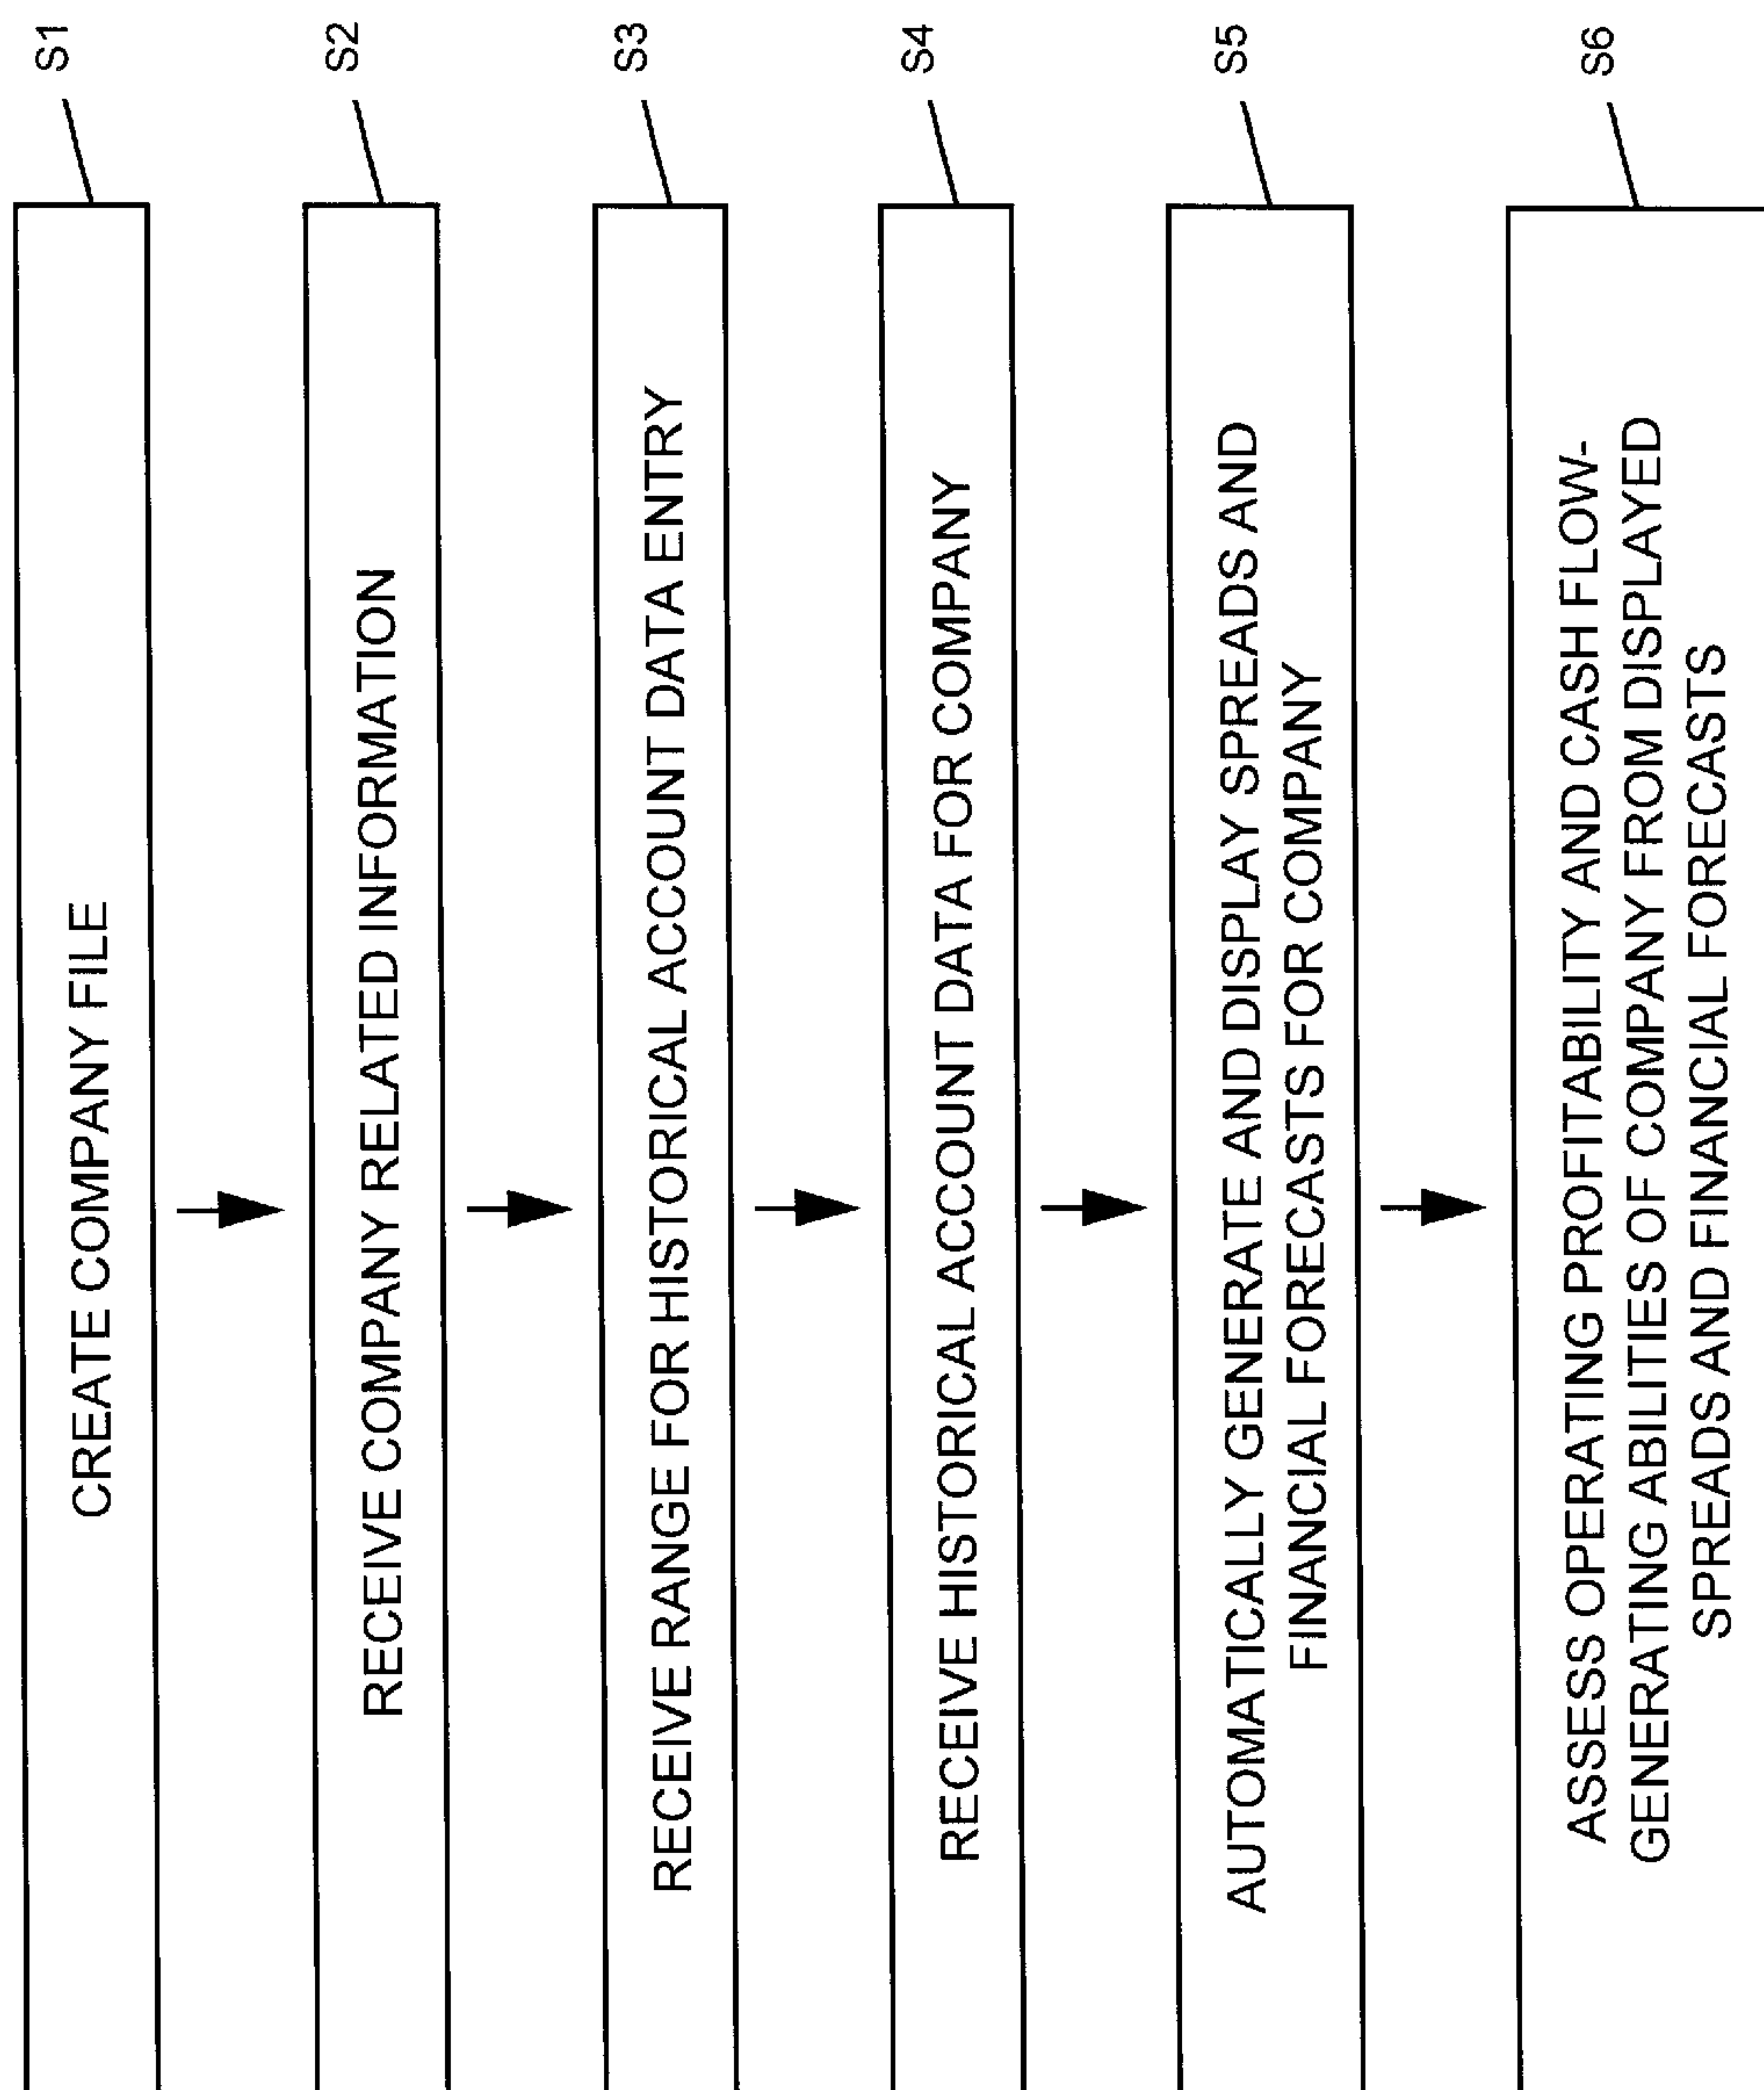 S1
CREATE COMPANY FILE
S2
RECEIVE COMPANY RELATED INFORMATION
S3
RECEIVE RANGE FOR HISTORICAL ACCOUNT DATA ENTRY
S4
RECEIVE HISTORICAL ACCOUNT DATA FOR COMPANY
S5
AUTOMATICALLY GENERATE AND DISPLAY SPREADS AND
FINANCIAL FORECASTS FOR COMPANY
S6
ASSESS OPERATING PROFITABILITY AND CASH FLOW-
GENERATING ABILITIES OF COMPANY FROM DISPLAYED
SPREADS AND FINANCIAL FORECASTS